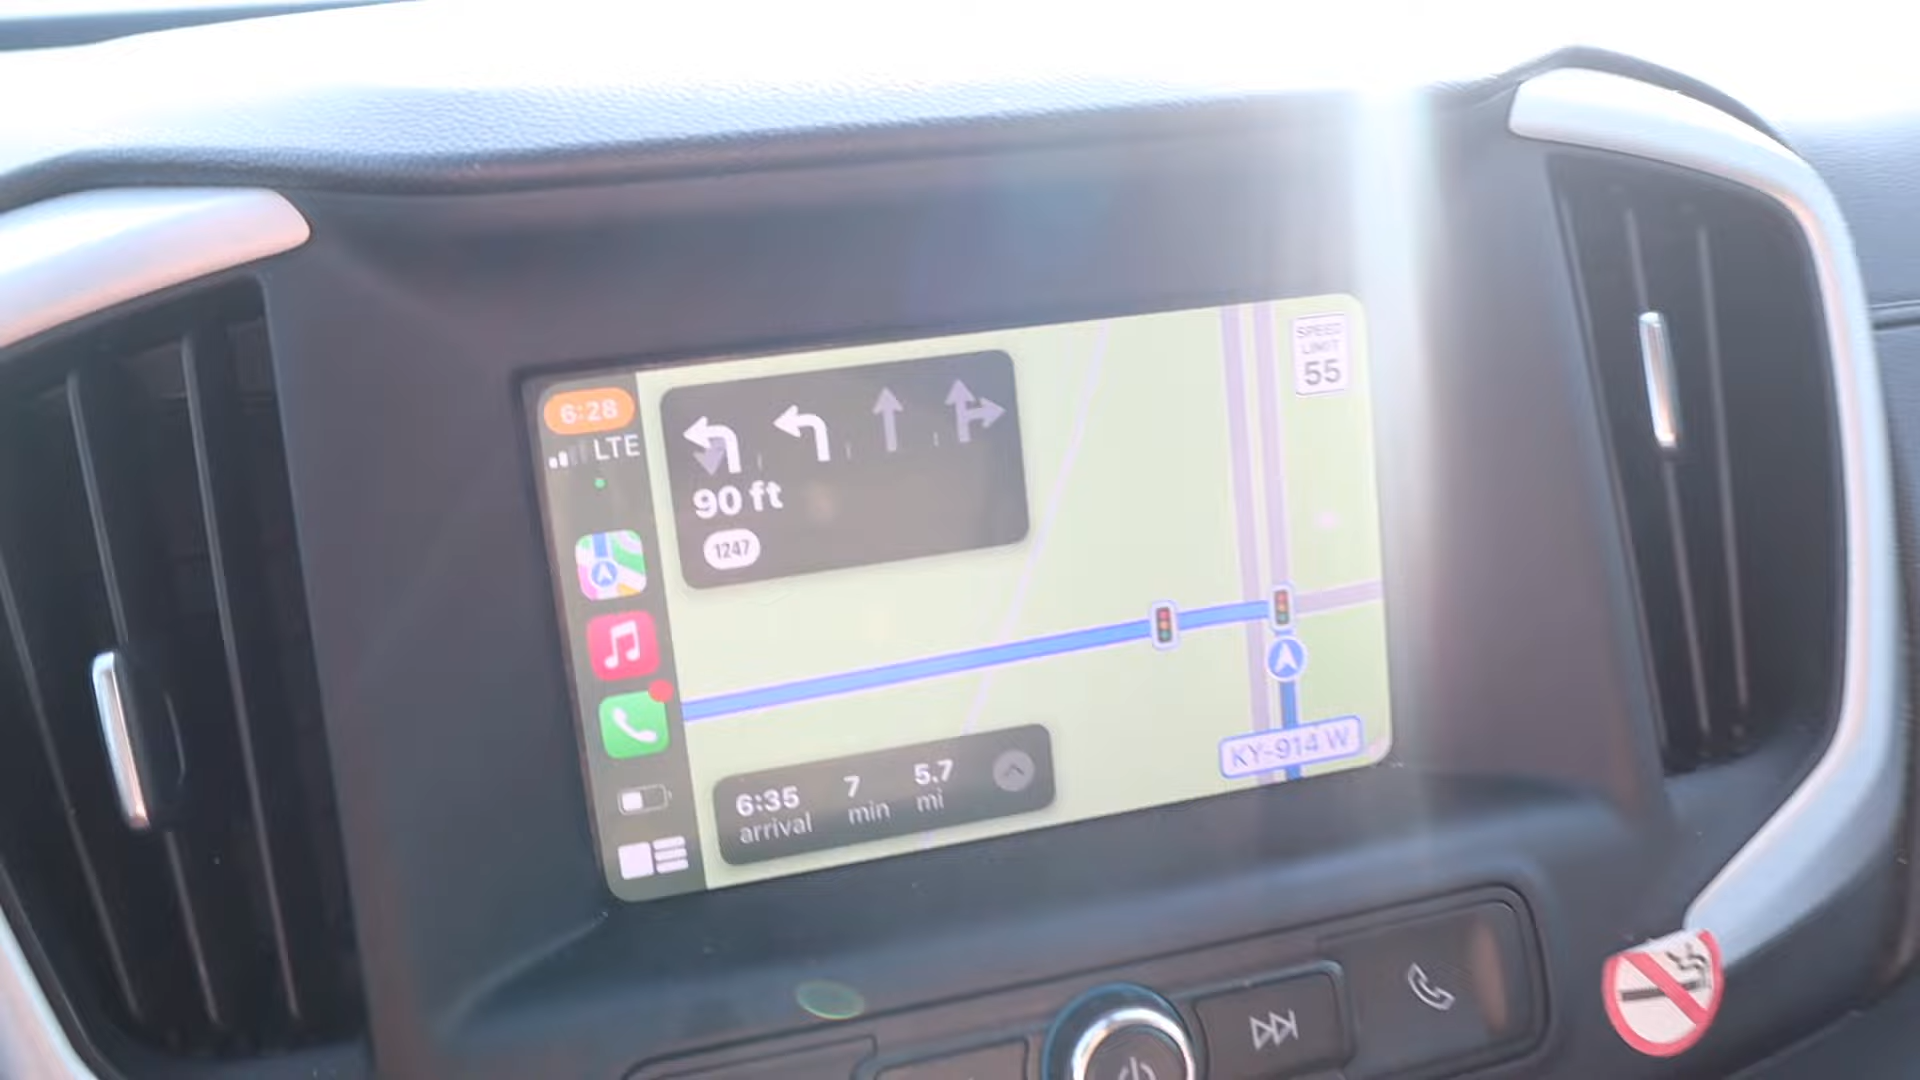 6:28
LTE
90 ft
1247
SPEED
LIMIT
55
KY-914 W
6:35 7 5.7
arrival min mi